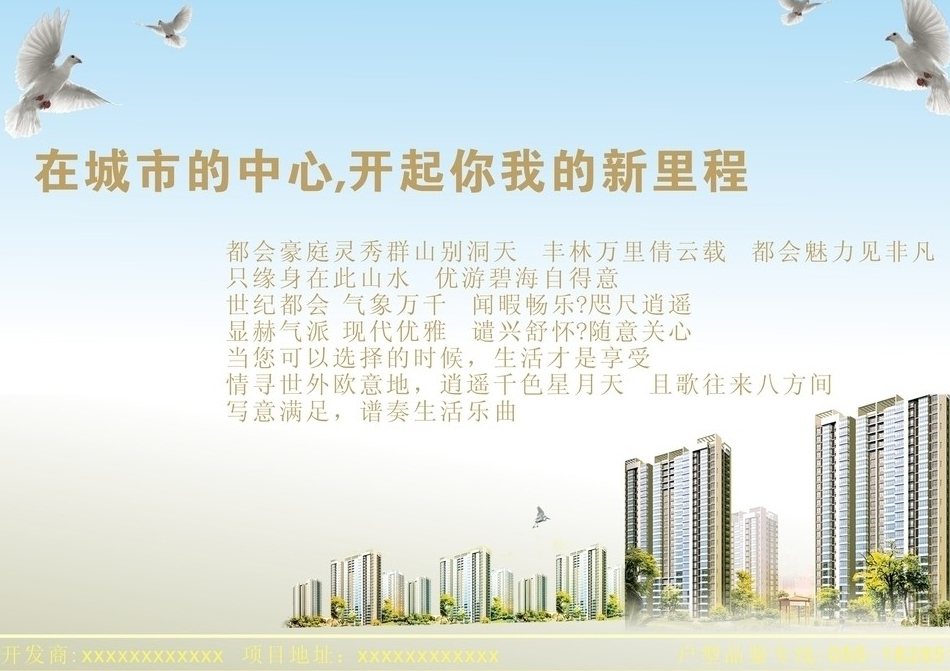 在城市的中心,开起你我的新里程
都会豪庭灵秀群山别洞天 丰林万里倩云载 都会魅力见非凡
只缘身在此山水 优游碧海自得意
世纪都会 气象万千 闻暇畅乐?咫尺逍遥
显赫气派 现代优雅 谴兴舒怀?随意关心
当您可以选择的时候，生活才是享受
情寻世外欧意地，逍遥千色星月天 且歌往来八方间
写意满足，谱奏生活乐曲
开发商:xxxxxxxxxxxxx 项目地址：xxxxxxxxxxxxx